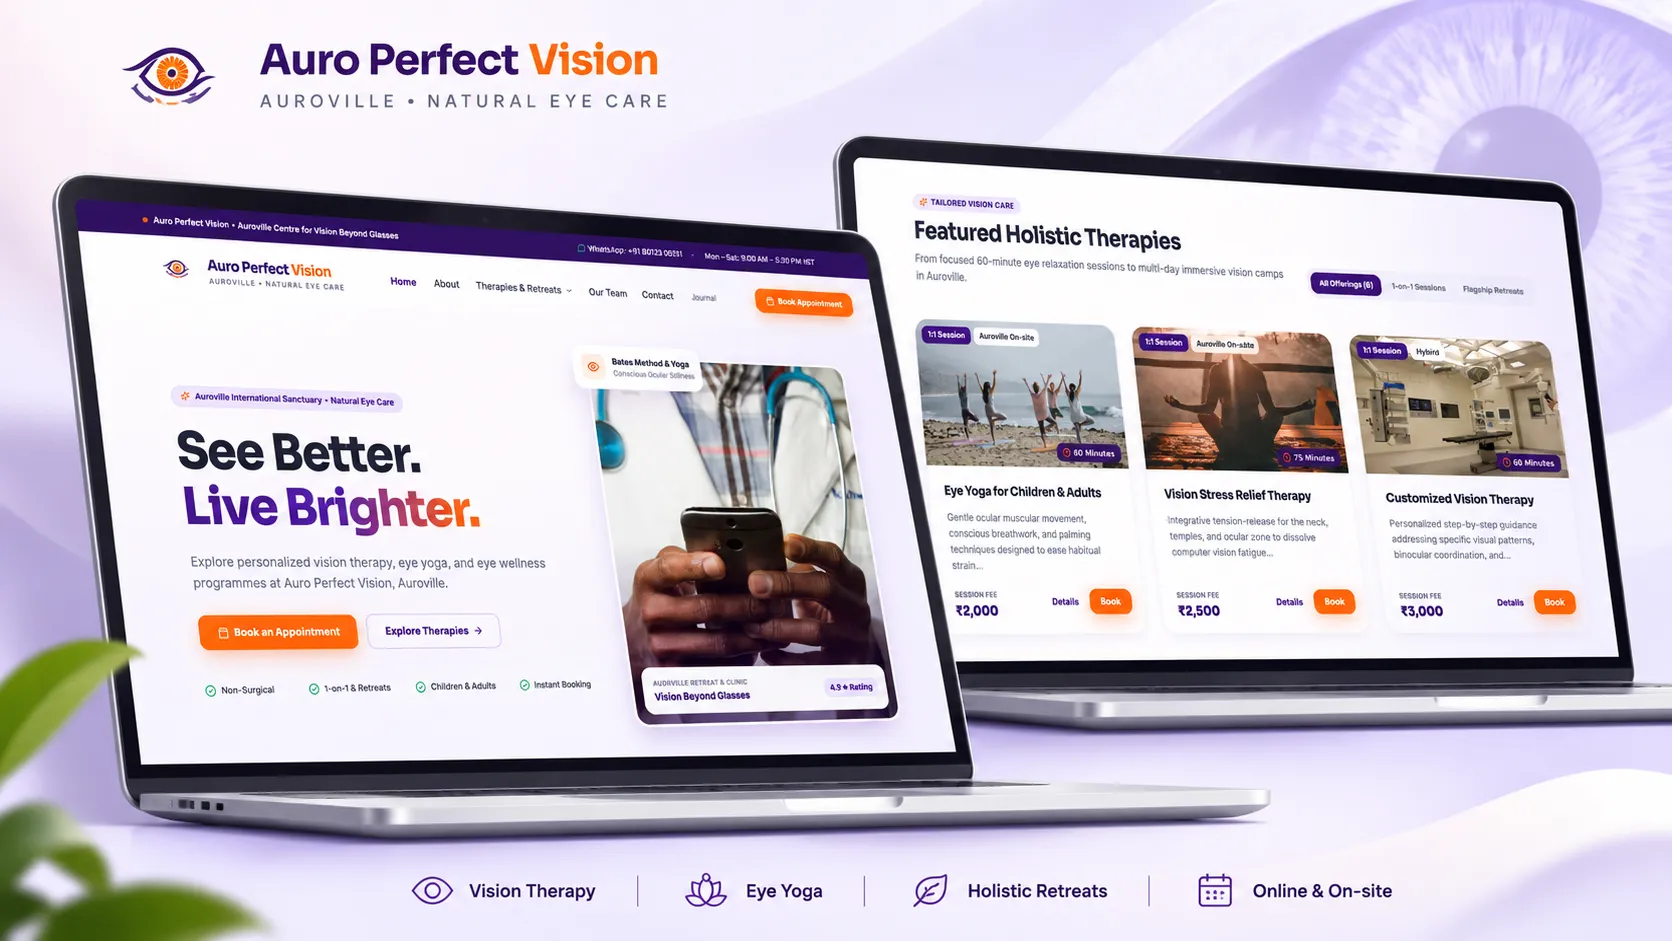 Auro Perfect Vision
AUROVILLE • NATURAL EYE CARE
Auro Perfect Vision • Auroville Centre for Vision Beyond Glasses
WhatsApp: +91 80123
Mon – Sat: 9:00 AM – 5:30 PM
Auro Perfect Vision
AUROVILLE • NATURAL EYE CARE
Home
About
Therapies & Retreats
Our Team
Contact
Journal
Book Appointment
Auroville International Sanctuary • Natural Eye Care
See Better.
Live Brighter.
Explore personalized vision therapy, eye yoga, and eye wellness
programmes at Auro Perfect Vision, Auroville.
Book an Appointment
Explore Therapies →
Non-Surgical
1-on-1 & Retreats
Children & Adults
Instant Booking
Bates Method & Yoga
Conscious Ocular Stillness
AUROVILLE RETREAT & CLINIC
Vision Beyond Glasses
4.9 ★ Rating
TAILORED VISION CARE
Featured Holistic Therapies
From focused 60-minute eye relaxation sessions to multi-day immersive vision camps
in Auroville.
All Offerings (6)
1-on-1 Sessions
Flagship Retreats
1:1 Session
Auroville On-site
60 Minutes
Eye Yoga for Children & Adults
Gentle ocular muscular movement,
conscious breathwork, and palming
techniques designed to ease habitual
strain...
SESSION FEE
₹2,000
Details
Book
1:1 Session
Auroville On-site
75 Minutes
Vision Stress Relief Therapy
Integrative tension-release for the neck,
temples, and ocular zone to dissolve
computer vision fatigue...
SESSION FEE
₹2,500
Details
Book
1:1 Session
Hybird
60 Minutes
Customized Vision Therapy
Personalized step-by-step guidance
addressing specific visual patterns,
binocular coordination, and...
SESSION FEE
₹3,000
Details
Book
Vision Therapy
Eye Yoga
Holistic Retreats
Online & On-site